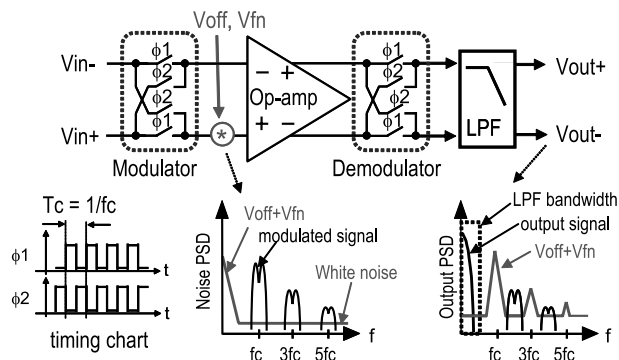 Voff, Vfn
Vin-
ϕ1
ϕ2
ϕ2
ϕ1
Vin+
*
Modulator
− +
Op-amp
+ −
ϕ1
ϕ2
ϕ2
ϕ1
Demodulator
LPF
Vout+
Vout-
Tc = 1/fc
ϕ1
t
ϕ2
t
timing chart
Noise PSD
Voff+Vfn
modulated signal
White noise
fc 3fc 5fc f
Output PSD
LPF bandwidth
output signal
Voff+Vfn
fc 3fc 5fc f